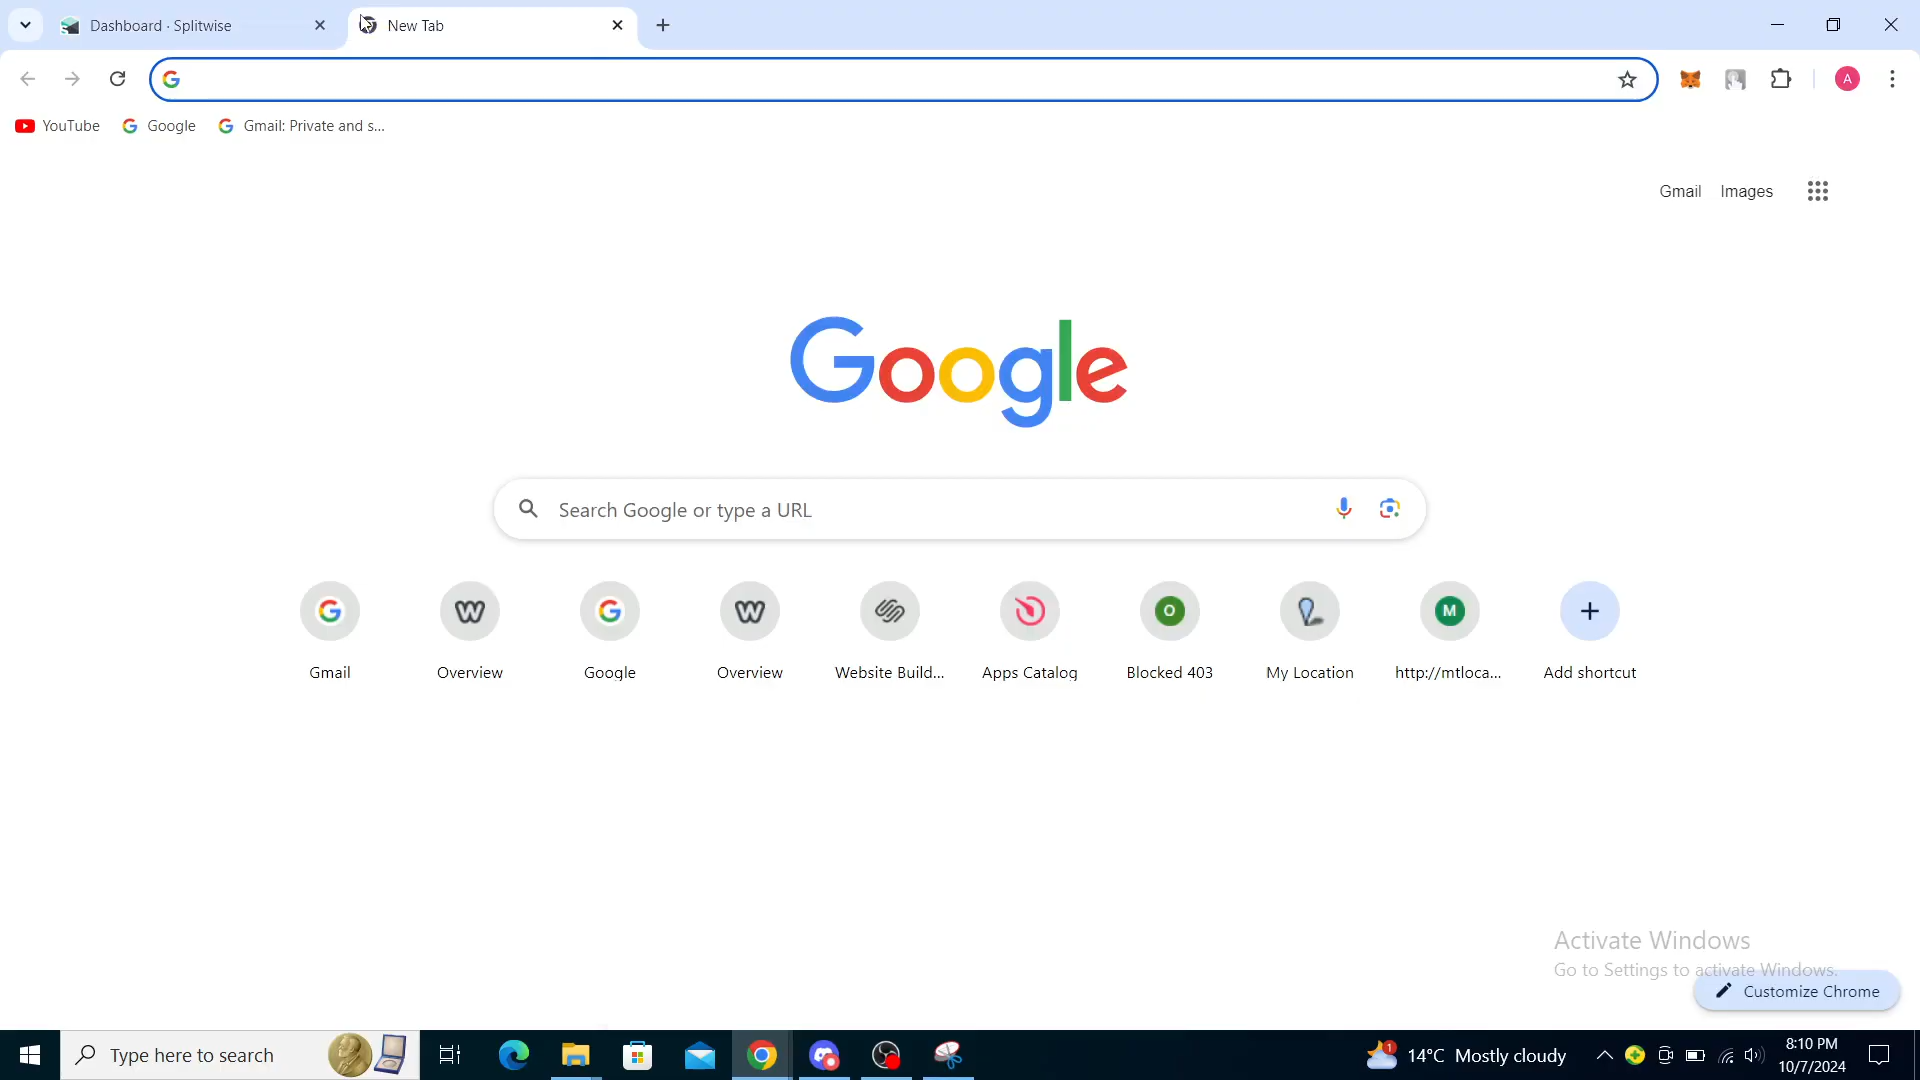 Dashboard · Splitwise
New Tab
A
YouTube
Google
Gmail: Private and s...
Gmail
Images
Google
Search Google or type a URL
Gmail
Overview
Google
Overview
Website Build...
Apps Catalog
O
Blocked 403
My Location
M
http://mtloca...
Add shortcut
Activate Windows
Go to Settings to activate Windows.
Customize Chrome
Type here to search
1
14°C Mostly cloudy
8:10 PM
10/7/2024